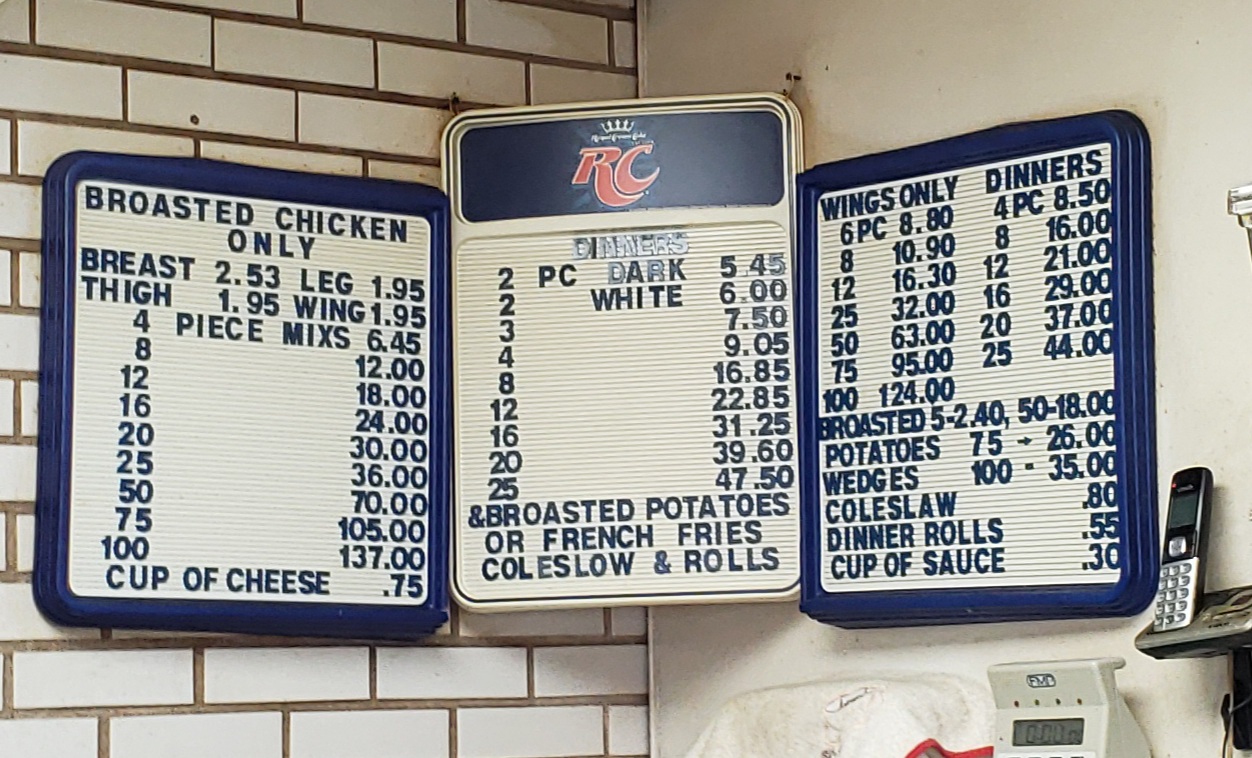 BROASTED CHICKEN
ONLY
BREAST 2.53 LEG 1.95
THIGH 1.95 WING 1.95
4 PIECE MIXS 6.45
8 12.00
12 18.00
16 24.00
20 30.00
25 36.00
50 70.00
75 105.00
100 137.00
CUP OF CHEESE .75
RC
DINNERS
2 PC DARK 5.45
2 WHITE 6.00
3 7.50
4 9.05
8 16.85
12 22.85
16 31.25
20 39.60
25 47.50
&BROASTED POTATOES
OR FRENCH FRIES
COLESLOW & ROLLS
WINGS ONLY DINNERS
6PC 8.80 4PC 8.50
8 10.90 8 16.00
12 16.30 12 21.00
25 32.00 16 29.00
50 63.00 20 37.00
75 95.00 25 44.00
100 124.00
BROASTED 5-2.40, 50-18.00
POTATOES 75 - 26.00
WEDGES 100 - 35.00
COLESLAW .80
DINNER ROLLS .55
CUP OF SAUCE .30